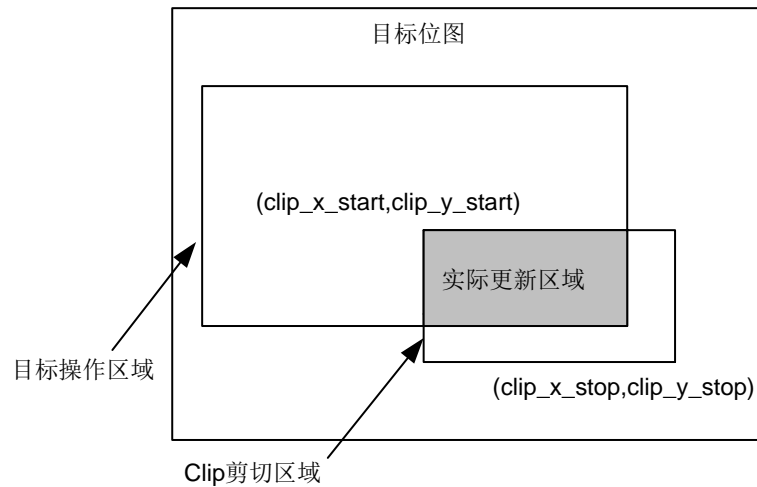 目标位图
(clip_x_start,clip_y_start)
实际更新区域
目标操作区域
(clip_x_stop,clip_y_stop)
Clip剪切区域